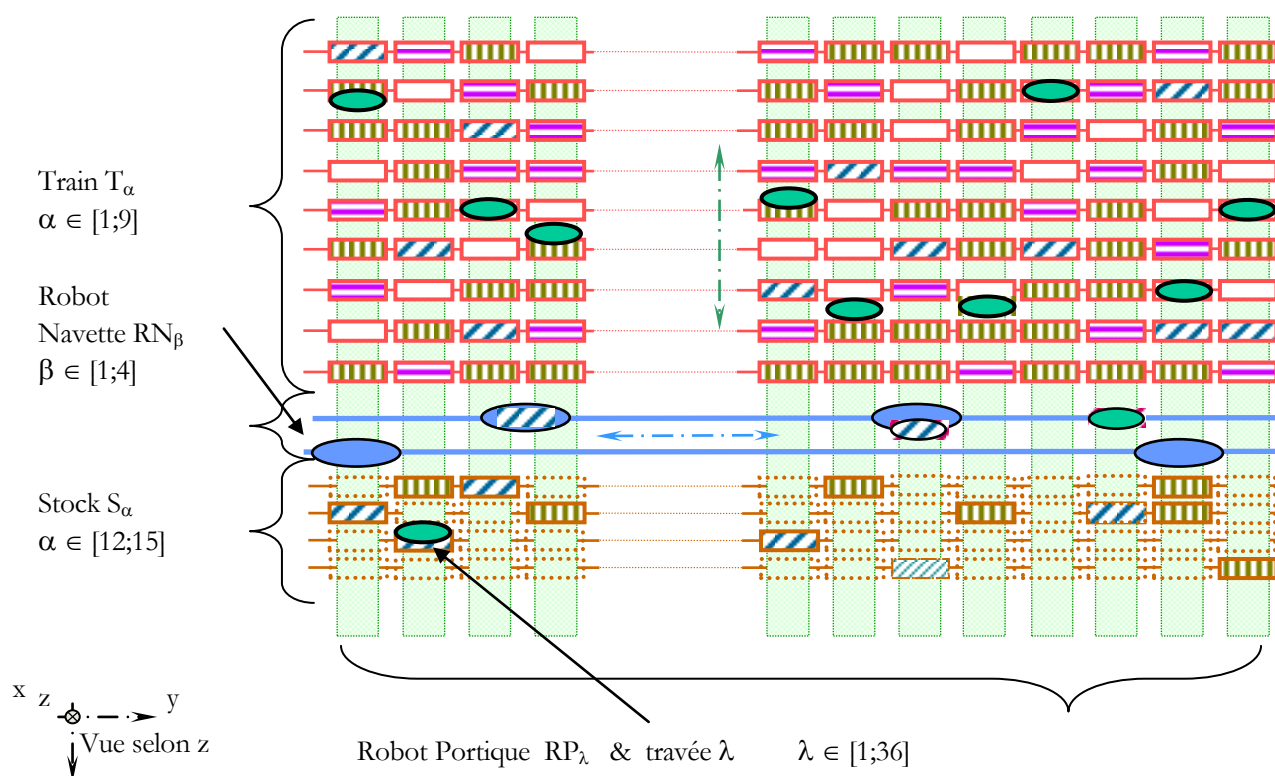 Train Tα
α ∈ [1;9]
Robot
Navette RNβ
β ∈ [1;4]
Stock Sα
α ∈ [12;15]
x
z
y
Vue selon z
Robot Portique RPλ & travée λ λ ∈ [1;36]